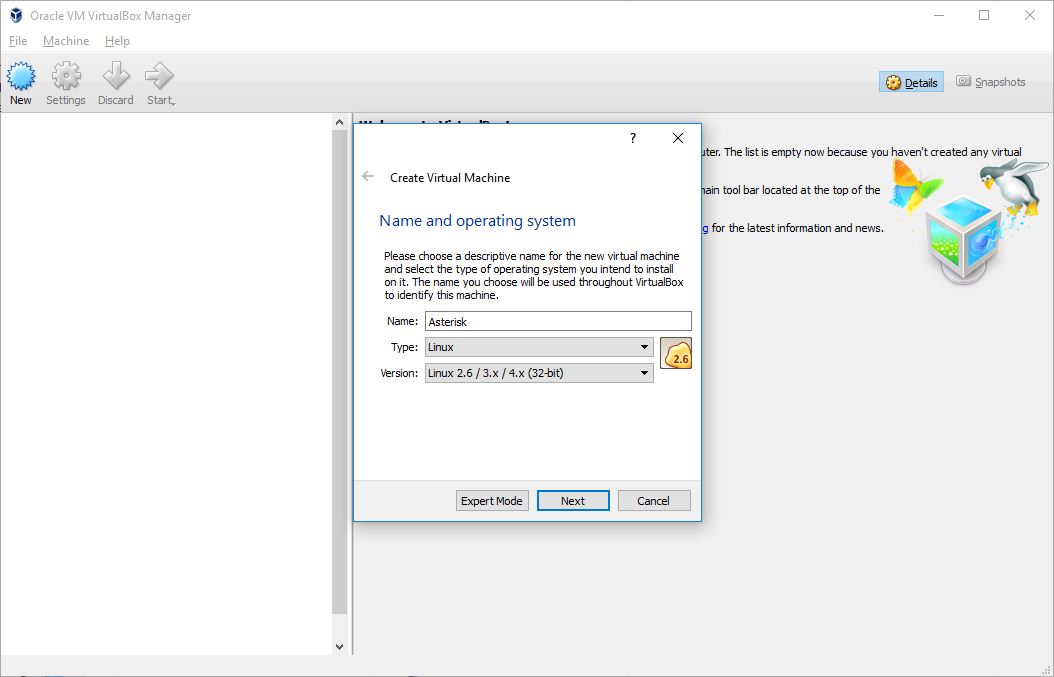 Oracle VM VirtualBox Manager
File Machine Help
New Settings Discard Start
Details Snapshots
?
Create Virtual Machine
Name and operating system
Please choose a descriptive name for the new virtual machine
and select the type of operating system you intend to install
on it. The name you choose will be used throughout VirtualBox
to identify this machine.
Name: Asterisk
Type: Linux
2.6
Version: Linux 2.6 / 3.x / 4.x (32-bit)
Expert Mode Next Cancel
The list is empty now because you haven't created any virtual
tool bar located at the top of the
for the latest information and news.